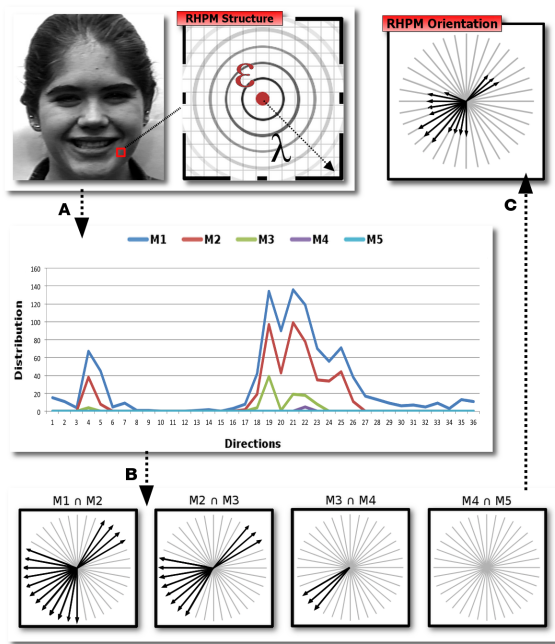 RHPM Structure
RHPM Orientation
ε
λ
A
C
M1 M2 M3 M4 M5
160
140
120
100
80
60
40
20
0
Distribution
1 2 3 4 5 6 7 8 9 10 11 12 13 14 15 16 17 18 19 20 21 22 23 24 25 26 27 28 29 30 31 32 33 34 35 36
Directions
B
M1 ∩ M2 M2 ∩ M3 M3 ∩ M4 M4 ∩ M5